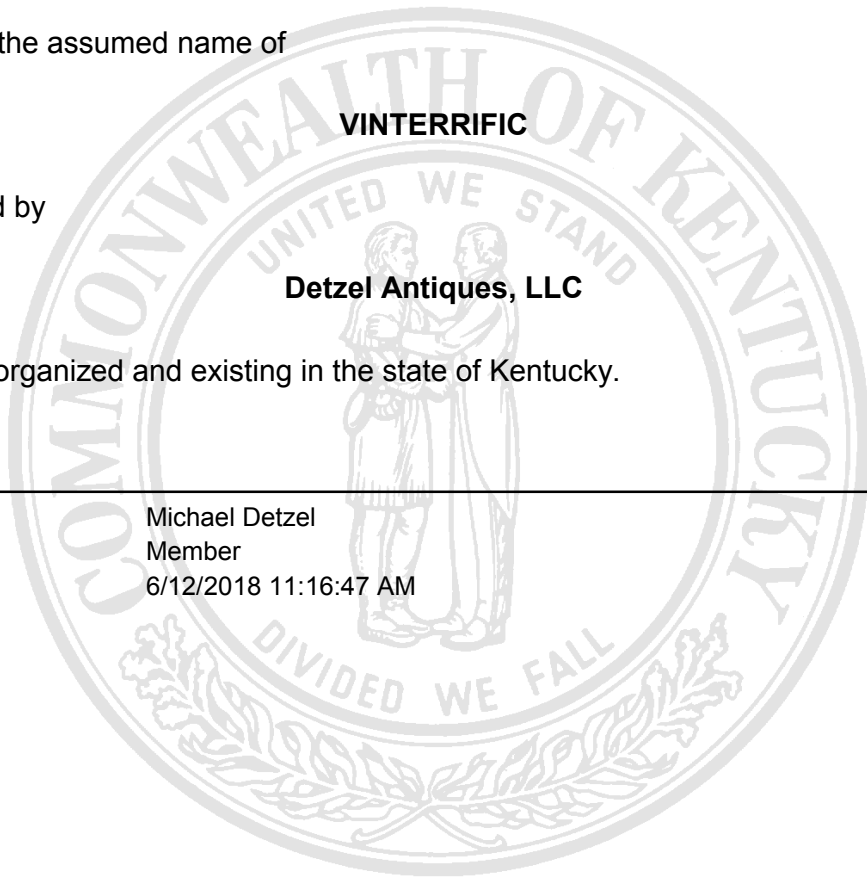 the assumed name of
VINTERRIFIC
d by
Detzel Antiques, LLC
organized and existing in the state of Kentucky.
Michael Detzel
Member
6/12/2018 11:16:47 AM
COMMONWEALTH OF KENTUCKY
UNITED WE STAND
DIVIDED WE FALL